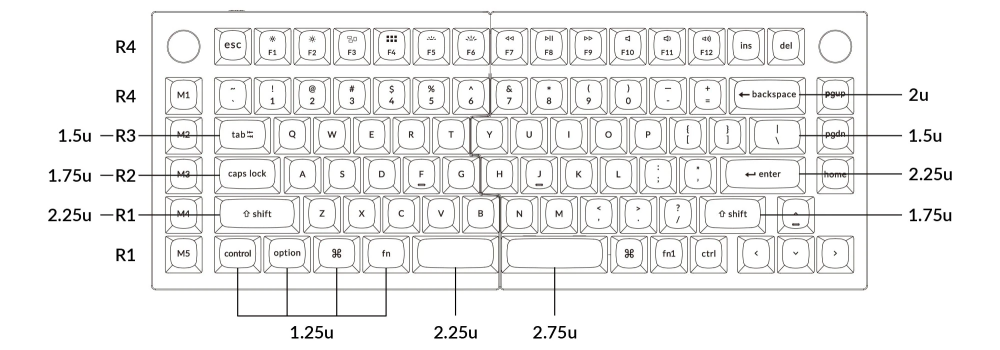 R4 esc F1 F2 F3 F4 F5 F6 F7 F8 F9 F10 F11 F12 ins del
R4 M1 ~ ` ! 1 @ 2 # 3 $ 4 % 5 ^ 6 & 7 * 8 ( 9 ) 0 — - + = ← backspace pgup 2u
1.5u R3 M2 tab Q W E R T Y U I O P { [ } ] | \ pgdn 1.5u
1.75u R2 M3 caps lock A S D F G H J K L : ; " ' ↵ enter home 2.25u
2.25u R1 M4 ⇧ shift Z X C V B N M < , > . ? / ⇧ shift ^ 1.75u
R1 M5 control option ⌘ fn ⌘ fn1 ctrl < ⌄ >
1.25u 2.25u 2.75u